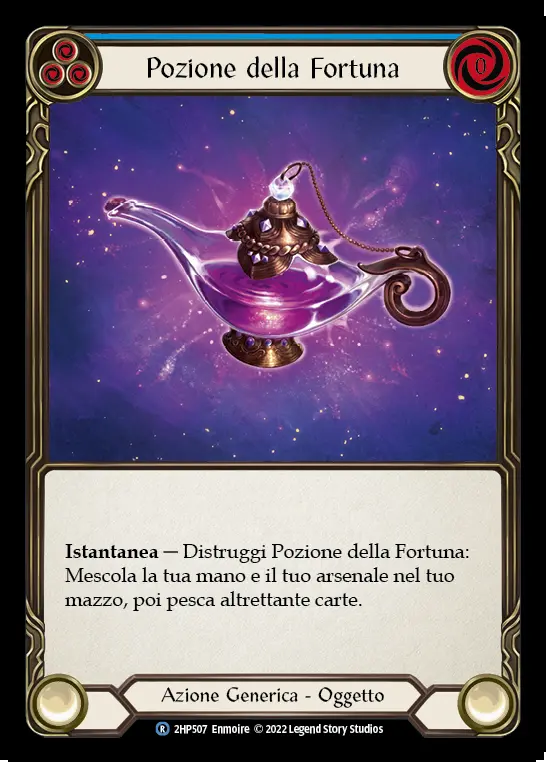 Pozione della Fortuna
0
Istantanea — Distruggi Pozione della Fortuna:
Mescola la tua mano e il tuo arsenale nel tuo
mazzo, poi pesca altrettante carte.
Azione Generica - Oggetto
R 2HP507 Enmoire © 2022 Legend Story Studios